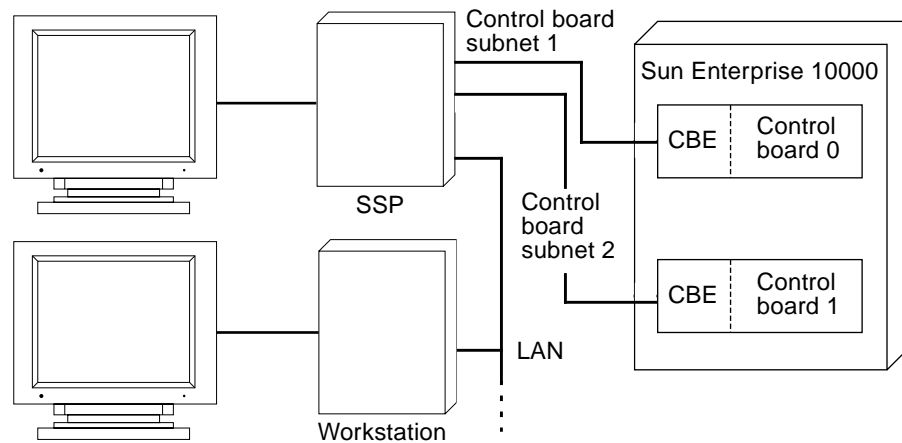 Control board
subnet 1
Sun Enterprise 10000
CBE
Control
board 0
SSP
Control
board
subnet 2
CBE
Control
board 1
LAN
Workstation